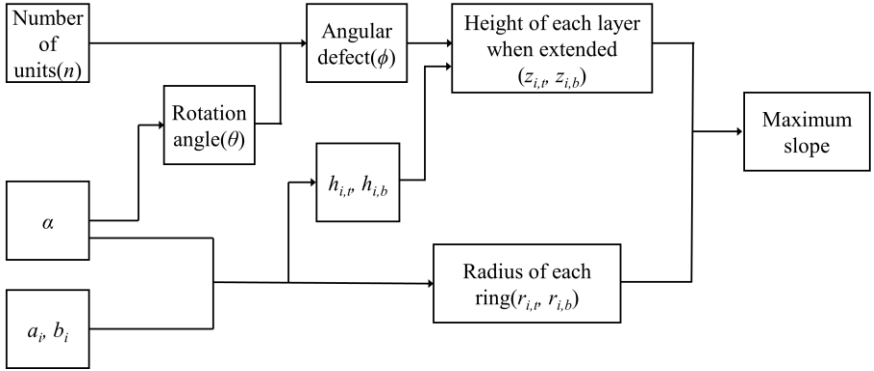 Number
of
units(n)
Angular
defect(ϕ)
Height of each layer
when extended
(z_{i,t}, z_{i,b})
Rotation
angle(θ)
Maximum
slope
h_{i,t}, h_{i,b}
α
Radius of each
ring(r_{i,t}, r_{i,b})
a_i, b_i